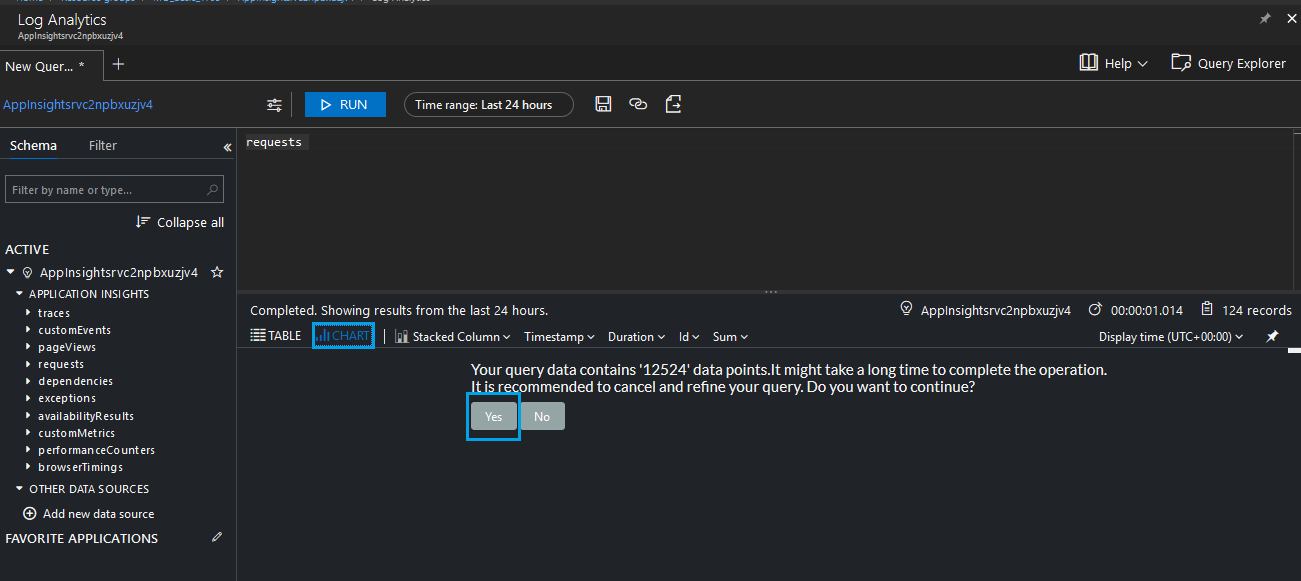 Log Analytics
AppInsightsrvc2npbxuzjv4
New Quer... *
Help
Query Explorer
AppInsightsrvc2npbxuzjv4
RUN
Time range: Last 24 hours
Schema
Filter
requests
Filter by name or type...
Collapse all
ACTIVE
AppInsightsrvc2npbxuzjv4
APPLICATION INSIGHTS
traces
customEvents
pageViews
requests
dependencies
exceptions
availabilityResults
customMetrics
performanceCounters
browserTimings
OTHER DATA SOURCES
Add new data source
FAVORITE APPLICATIONS
Completed. Showing results from the last 24 hours.
AppInsightsrvc2npbxuzjv4
00:00:01.014
124 records
TABLE
CHART
Stacked Column
Timestamp
Duration
Id
Sum
Display time (UTC+00:00)
Your query data contains '12524' data points.It might take a long time to complete the operation.
It is recommended to cancel and refine your query. Do you want to continue?
Yes
No